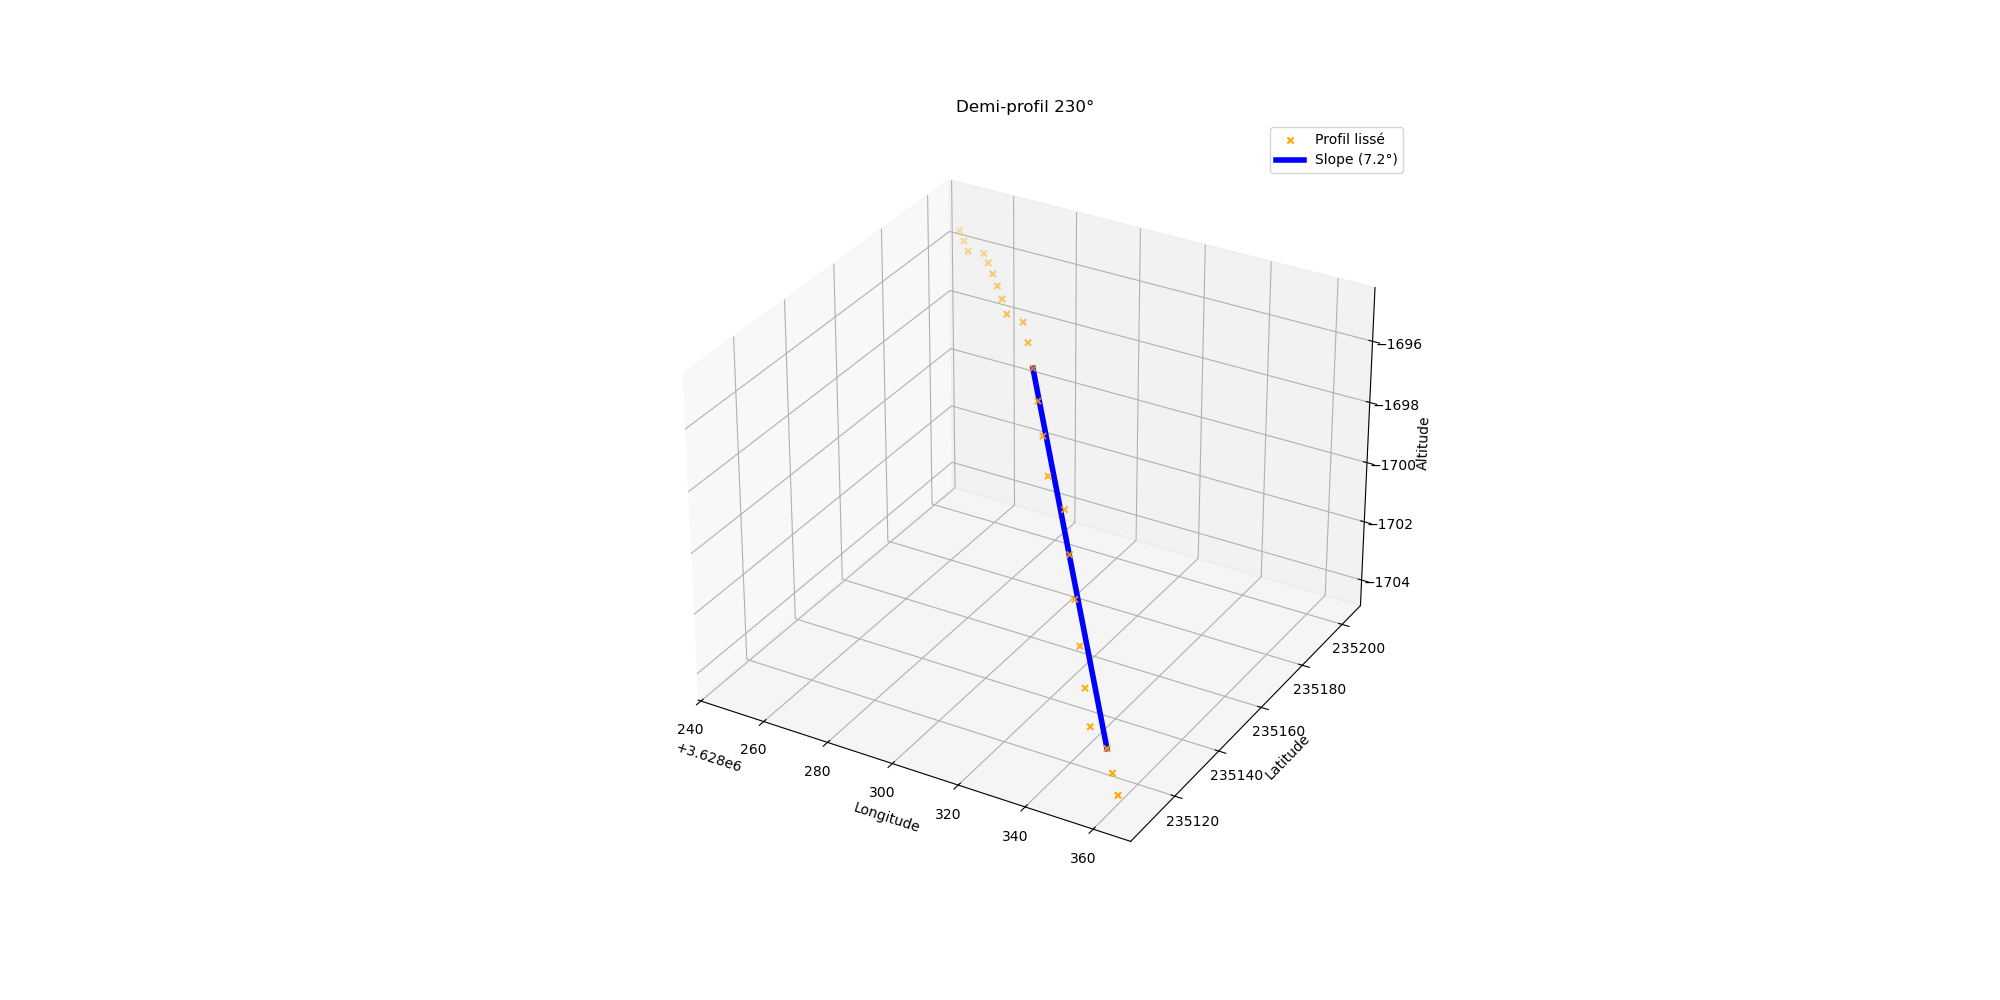 Demi-profil 230°
Profil lissé
Slope (7.2°)
−1696
−1698
−1700
−1702
−1704
Altitude
235200
235180
235160
235140
235120
Latitude
240
260
280
300
320
340
360
+3.628e6
Longitude